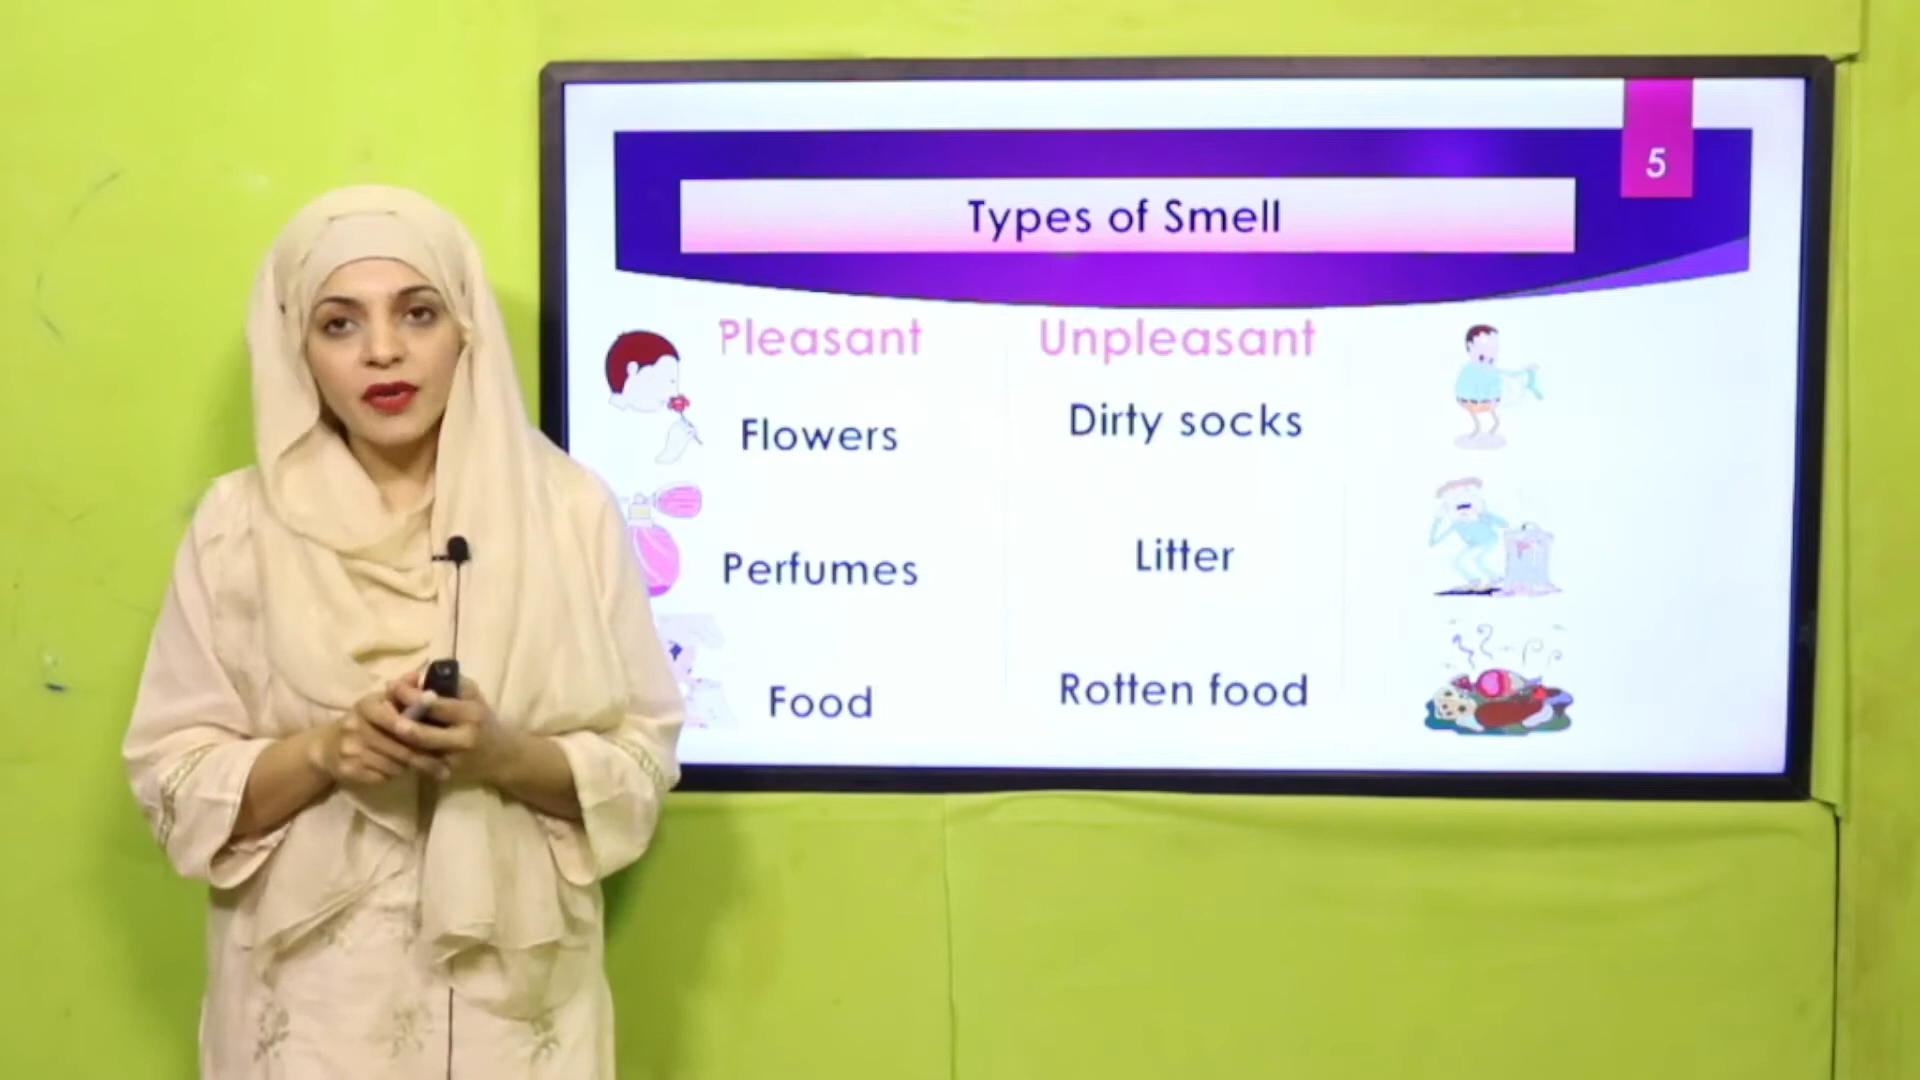 5
Types of Smell
Pleasant Unpleasant
Flowers Dirty socks
Perfumes Litter
Food Rotten food